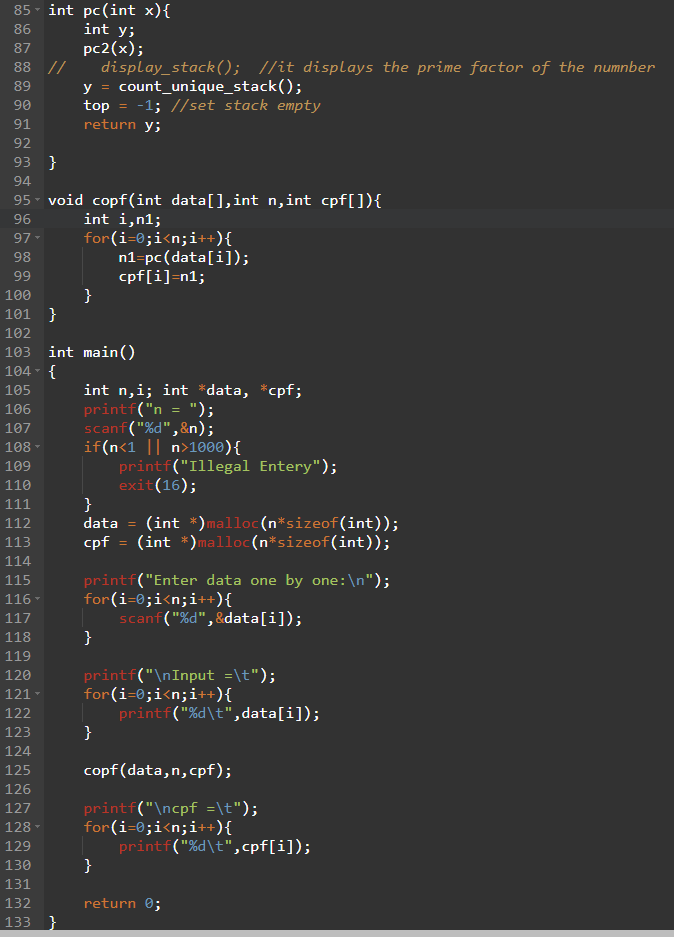 85 int pc(int x){
86     int y;
87     pc2(x);
88 //    display_stack();  //it displays the prime factor of the numnber
89     y = count_unique_stack();
90     top = -1; //set stack empty
91     return y;
92
93 }
94
95 void copf(int data[],int n,int cpf[]){
96     int i,n1;
97     for(i=0;i<n;i++){
98         n1=pc(data[i]);
99         cpf[i]=n1;
100     }
101 }
102
103 int main()
104 {
105     int n,i; int *data, *cpf;
106     printf("n = ");
107     scanf("%d",&n);
108     if(n<1 || n>1000){
109         printf("Illegal Entery");
110         exit(16);
111     }
112     data = (int *)malloc(n*sizeof(int));
113     cpf = (int *)malloc(n*sizeof(int));
114
115     printf("Enter data one by one:\n");
116     for(i=0;i<n;i++){
117         scanf("%d",&data[i]);
118     }
119
120     printf("\nInput =\t");
121     for(i=0;i<n;i++){
122         printf("%d\t",data[i]);
123     }
124
125     copf(data,n,cpf);
126
127     printf("\ncpf =\t");
128     for(i=0;i<n;i++){
129         printf("%d\t",cpf[i]);
130     }
131
132     return 0;
133 }